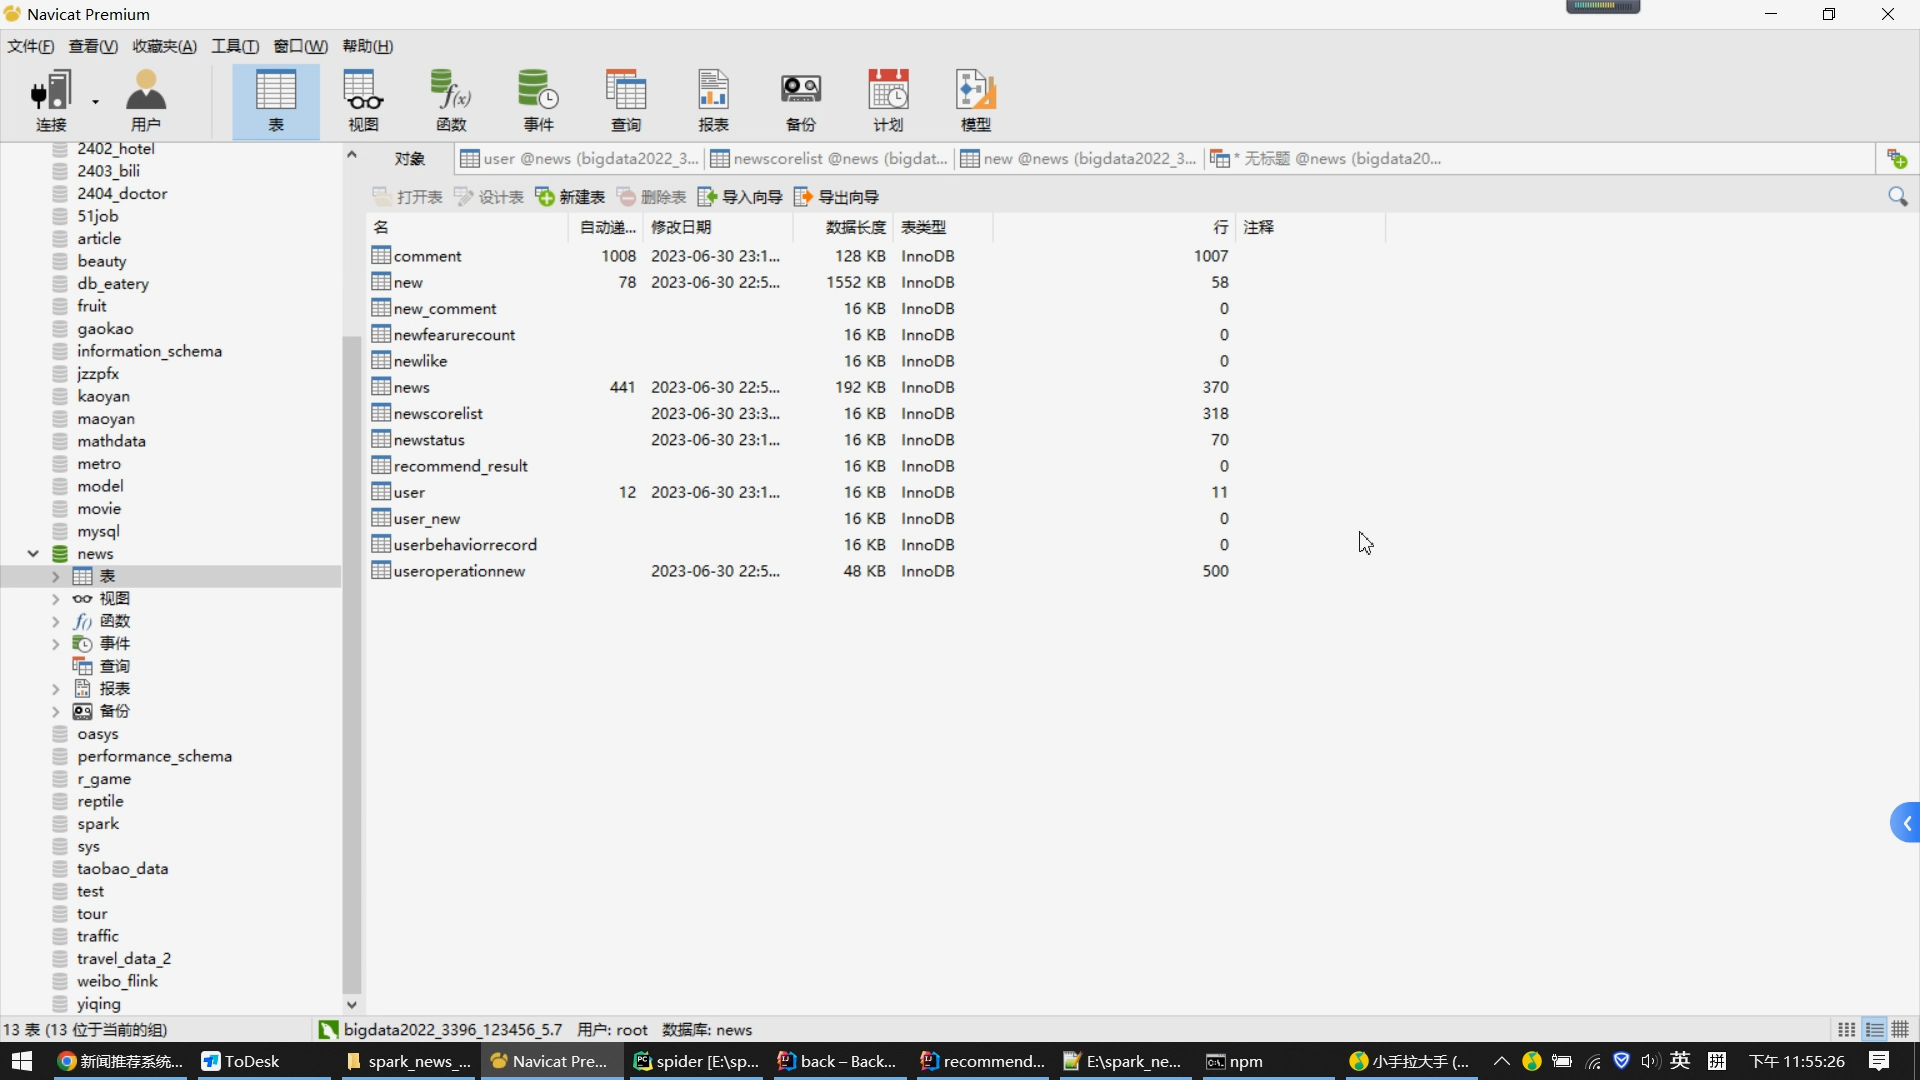 Navicat Premium
文件(F) 查看(V) 收藏夹(A) 工具(T) 窗口(W) 帮助(H)
连接 用户 表 视图 函数 事件 查询 报表 备份 计划 模型
对象 user @news (bigdata2022_3... newscorelist @news (bigdat... new @news (bigdata2022_3... * 无标题 @news (bigdata20...
打开表 设计表 新建表 删除表 导入向导 导出向导
名 自动递... 修改日期 数据长度 表类型 行 注释
comment 1008 2023-06-30 23:1... 128 KB InnoDB 1007
new 78 2023-06-30 22:5... 1552 KB InnoDB 58
new_comment 16 KB InnoDB 0
newfearurecount 16 KB InnoDB 0
newlike 16 KB InnoDB 0
news 441 2023-06-30 22:5... 192 KB InnoDB 370
newscorelist 2023-06-30 23:3... 16 KB InnoDB 318
newstatus 2023-06-30 23:1... 16 KB InnoDB 70
recommend_result 16 KB InnoDB 0
user 12 2023-06-30 23:1... 16 KB InnoDB 11
user_new 16 KB InnoDB 0
userbehaviorrecord 16 KB InnoDB 0
useroperationnew 2023-06-30 22:5... 48 KB InnoDB 500
2402_hotel
2403_bili
2404_doctor
51job
article
beauty
db_eatery
fruit
gaokao
information_schema
jzzpfx
kaoyan
maoyan
mathdata
metro
model
movie
mysql
news
表
视图
函数
事件
查询
报表
备份
oasys
performance_schema
r_game
reptile
spark
sys
taobao_data
test
tour
traffic
travel_data_2
weibo_flink
yiqing
13 表 (13 位于当前的组) bigdata2022_3396_123456_5.7 用户: root 数据库: news
新闻推荐系统... ToDesk spark_news_... Navicat Pre... spider [E:\sp... back – Back... recommend... E:\spark_ne... npm 小手拉大手 (... 英 拼 下午 11:55:26